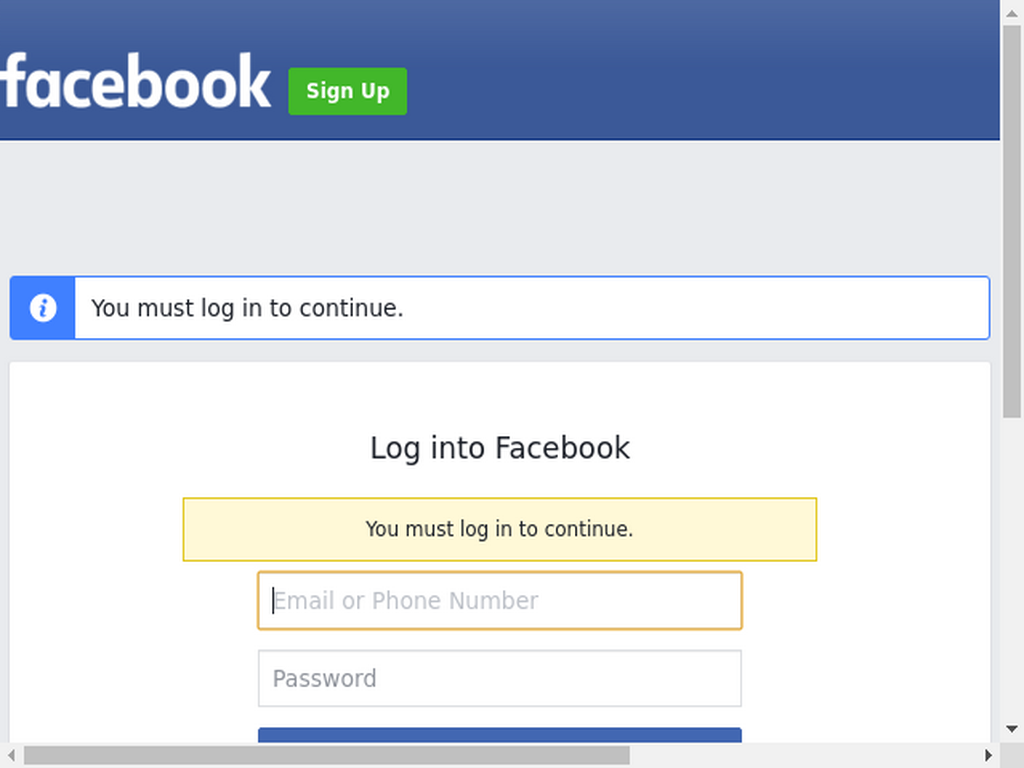 facebook
Sign Up
You must log in to continue.
Log into Facebook
You must log in to continue.
Email or Phone Number
Password